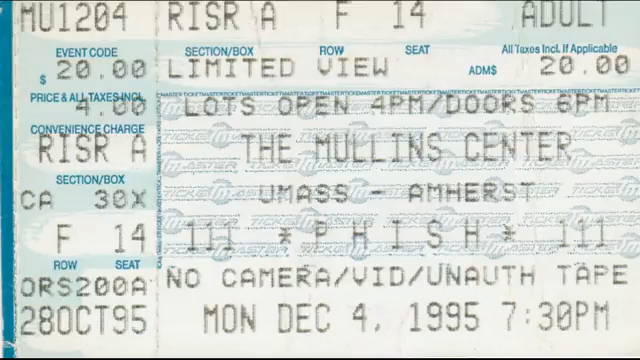 MU1204 RISR A F 14 ADULT
EVENT CODE SECTION/BOX ROW SEAT All Taxes Incl. If Applicable
$ 20.00 LIMITED VIEW ADM$ 20.00
PRICE & ALL TAXES INCL.
4.00 LOTS OPEN 4PM/DOORS 6PM
CONVENIENCE CHARGE
RISR A THE MULLINS CENTER
SECTION/BOX
CA 30X UMASS - AMHERST
F 14 111 * P H I S H * 111
ROW SEAT
NO CAMERA/VID/UNAUTH TAPE
ORS200A
28OCT95 MON DEC 4, 1995 7:30PM